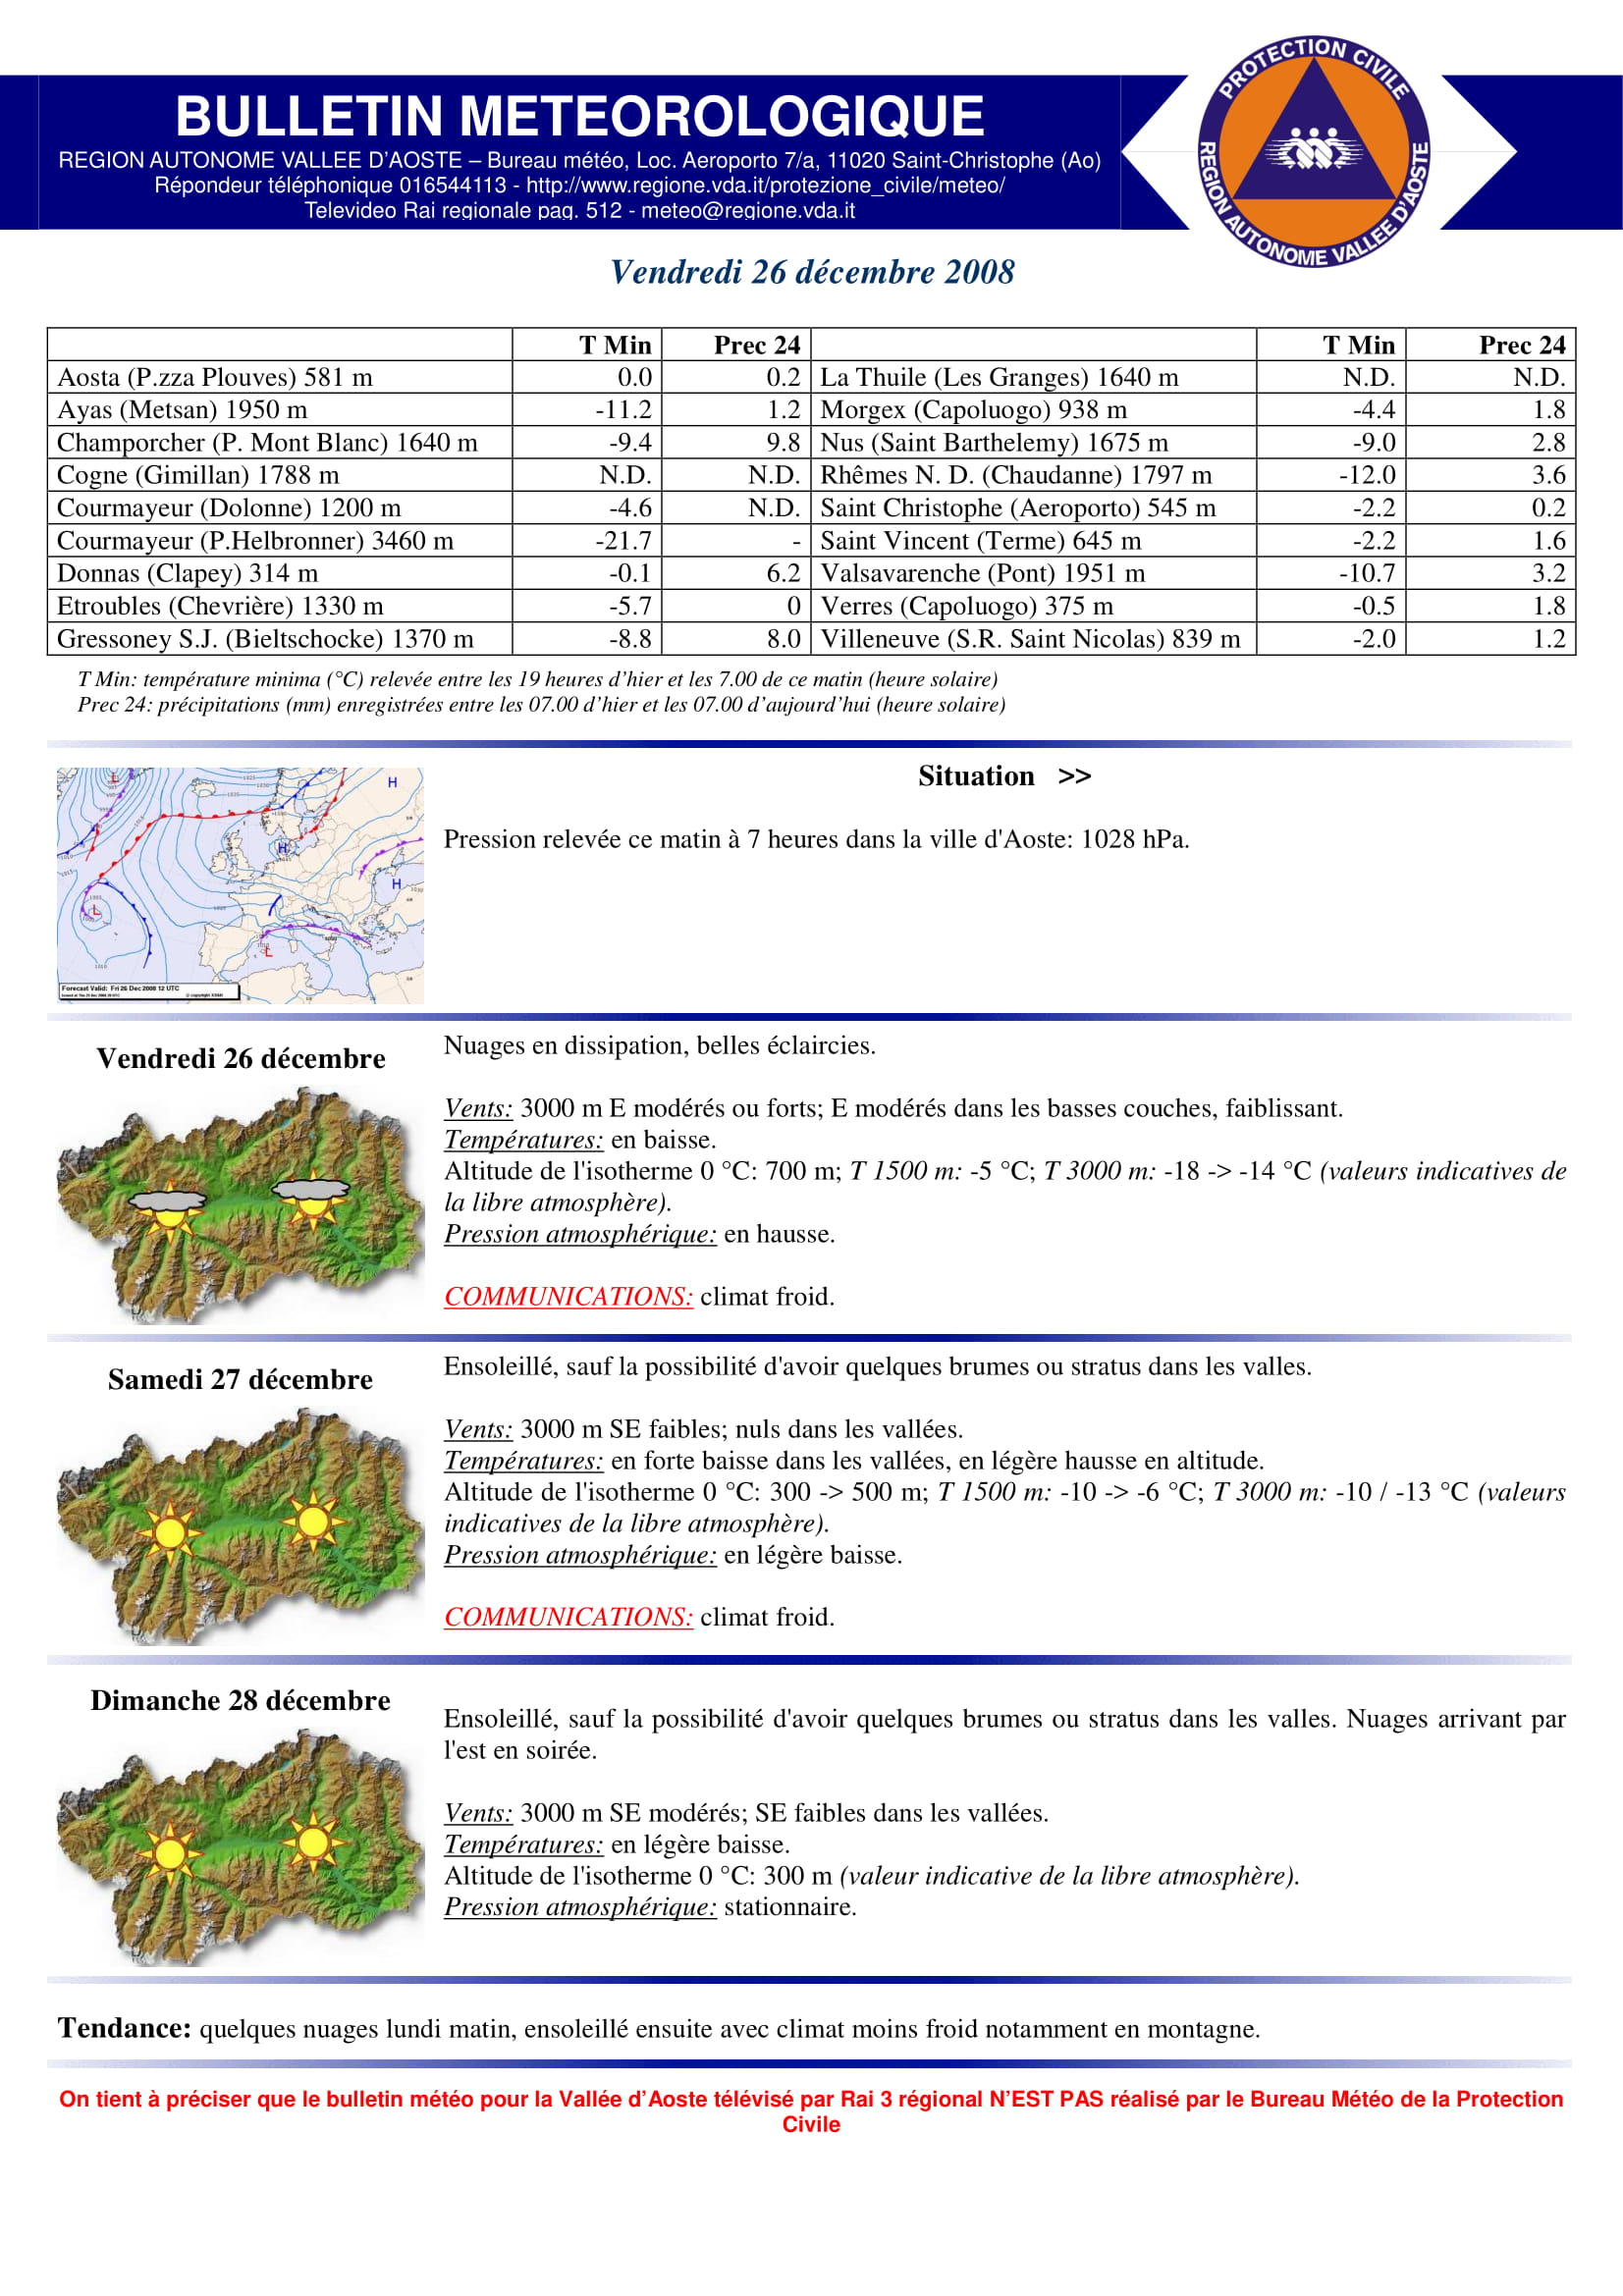 BULLETIN METEOROLOGIQUE
REGION AUTONOME VALLEE D'AOSTE – Bureau météo, Loc. Aeroporto 7/a, 11020 Saint-Christophe (Ao)
Répondeur téléphonique 016544113 - http://www.regione.vda.it/protezione_civile/meteo/
Televideo Rai regionale pag. 512 - meteo@regione.vda.it
PROTECTION CIVILE
REGION AUTONOME VALLEE D'AOSTE
Vendredi 26 décembre 2008
T Min Prec 24 T Min Prec 24
Aosta (P.zza Plouves) 581 m 0.0 0.2 La Thuile (Les Granges) 1640 m N.D. N.D.
Ayas (Metsan) 1950 m -11.2 1.2 Morgex (Capoluogo) 938 m -4.4 1.8
Champorcher (P. Mont Blanc) 1640 m -9.4 9.8 Nus (Saint Barthelemy) 1675 m -9.0 2.8
Cogne (Gimillan) 1788 m N.D. N.D. Rhêmes N. D. (Chaudanne) 1797 m -12.0 3.6
Courmayeur (Dolonne) 1200 m -4.6 N.D. Saint Christophe (Aeroporto) 545 m -2.2 0.2
Courmayeur (P.Helbronner) 3460 m -21.7 - Saint Vincent (Terme) 645 m -2.2 1.6
Donnas (Clapey) 314 m -0.1 6.2 Valsavarenche (Pont) 1951 m -10.7 3.2
Etroubles (Chevrière) 1330 m -5.7 0 Verres (Capoluogo) 375 m -0.5 1.8
Gressoney S.J. (Bieltschocke) 1370 m -8.8 8.0 Villeneuve (S.R. Saint Nicolas) 839 m -2.0 1.2
T Min: température minima (°C) relevée entre les 19 heures d'hier et les 7.00 de ce matin (heure solaire)
Prec 24: précipitations (mm) enregistrées entre les 07.00 d'hier et les 07.00 d'aujourd'hui (heure solaire)
Situation >>
Pression relevée ce matin à 7 heures dans la ville d'Aoste: 1028 hPa.
L
H
H
H
L
L
Forecast Valid: Fri 26 Dec 2008 12 UTC
Vendredi 26 décembre
Nuages en dissipation, belles éclaircies.
Vents: 3000 m E modérés ou forts; E modérés dans les basses couches, faiblissant.
Températures: en baisse.
Altitude de l'isotherme 0 °C: 700 m; T 1500 m: -5 °C; T 3000 m: -18 -> -14 °C (valeurs indicatives de
la libre atmosphère).
Pression atmosphérique: en hausse.
COMMUNICATIONS: climat froid.
Samedi 27 décembre
Ensoleillé, sauf la possibilité d'avoir quelques brumes ou stratus dans les valles.
Vents: 3000 m SE faibles; nuls dans les vallées.
Températures: en forte baisse dans les vallées, en légère hausse en altitude.
Altitude de l'isotherme 0 °C: 300 -> 500 m; T 1500 m: -10 -> -6 °C; T 3000 m: -10 / -13 °C (valeurs
indicatives de la libre atmosphère).
Pression atmosphérique: en légère baisse.
COMMUNICATIONS: climat froid.
Dimanche 28 décembre
Ensoleillé, sauf la possibilité d'avoir quelques brumes ou stratus dans les valles. Nuages arrivant par
l'est en soirée.
Vents: 3000 m SE modérés; SE faibles dans les vallées.
Températures: en légère baisse.
Altitude de l'isotherme 0 °C: 300 m (valeur indicative de la libre atmosphère).
Pression atmosphérique: stationnaire.
Tendance: quelques nuages lundi matin, ensoleillé ensuite avec climat moins froid notamment en montagne.
On tient à préciser que le bulletin météo pour la Vallée d'Aoste télévisé par Rai 3 régional N'EST PAS réalisé par le Bureau Météo de la Protection
Civile